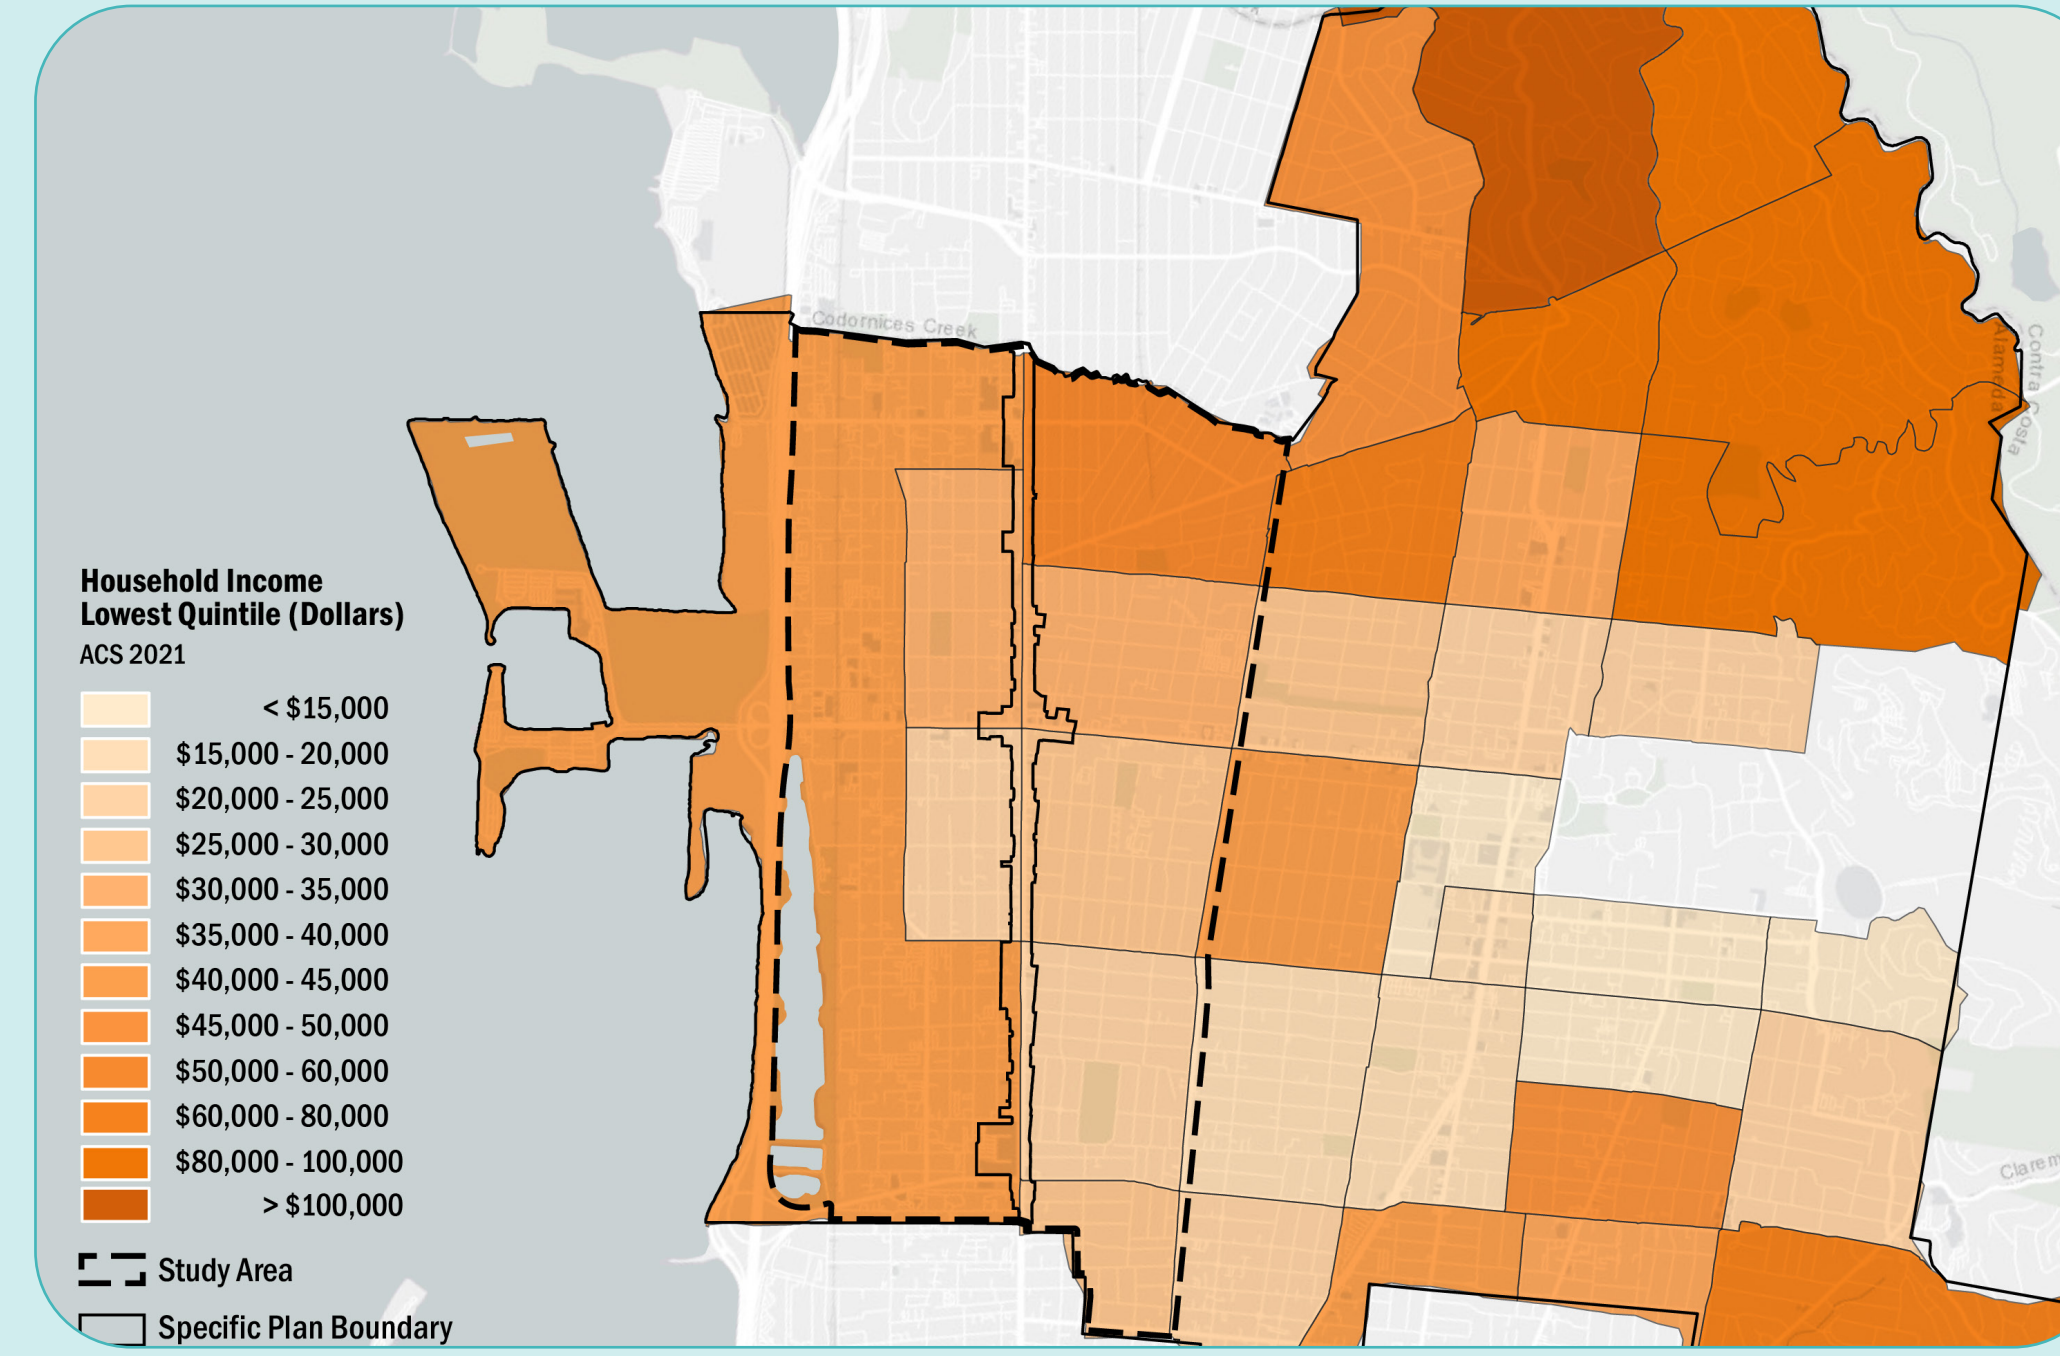 Codornices Creek
Contra Costa
Alameda
Household Income
Lowest Quintile (Dollars)
ACS 2021
< $15,000
$15,000 - 20,000
$20,000 - 25,000
$25,000 - 30,000
$30,000 - 35,000
$35,000 - 40,000
$40,000 - 45,000
$45,000 - 50,000
$50,000 - 60,000
$60,000 - 80,000
$80,000 - 100,000
> $100,000
Clarem
Study Area
Specific Plan Boundary